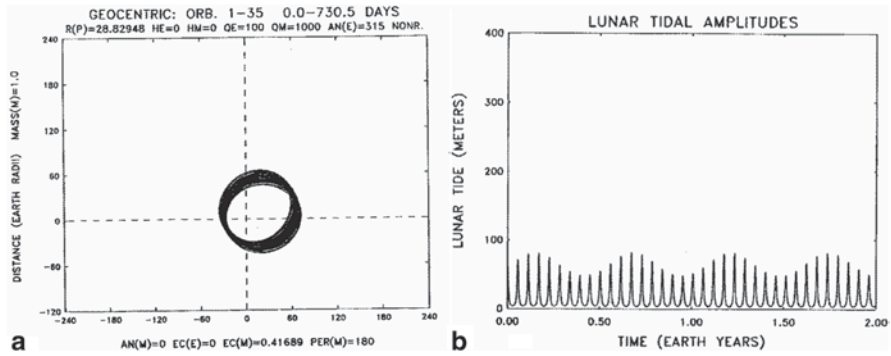 GEOCENTRIC: ORB. 1-35 0.0-730.5 DAYS
R(P)=28.82948 HE=0 HM=0 QE=100 QM=1000 AN(E)=315 NONR.
DISTANCE (EARTH RADII) MASS(M)=1.0
240
180
120
60
0
-60
-120
-240 -180 -120 -60 0 60 120 180 240
AN(M)=0 EC(E)=0 EC(M)=0.41689 PER(M)=180
a
LUNAR TIDAL AMPLITUDES
LUNAR TIDE (METERS)
400
300
200
100
0
0.00 0.50 1.00 1.50 2.00
TIME (EARTH YEARS)
b